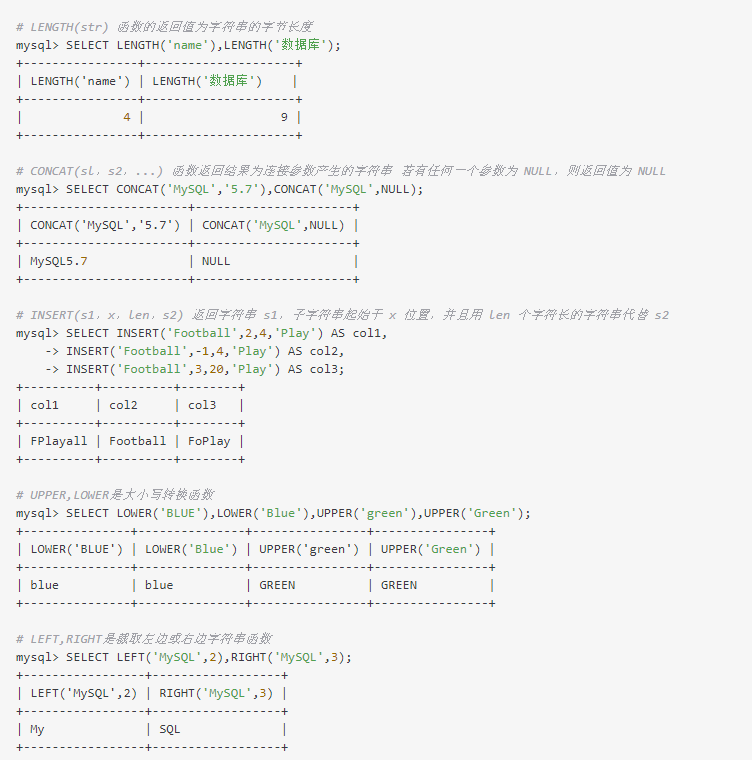 # LENGTH(str) 函数的返回值为字符串的字节长度
mysql> SELECT LENGTH('name'),LENGTH('数据库');
+----------------+---------------------+
| LENGTH('name') | LENGTH('数据库')    |
+----------------+---------------------+
|              4 |                   9 |
+----------------+---------------------+

# CONCAT(sl，s2，...) 函数返回结果为连接参数产生的字符串 若有任何一个参数为 NULL，则返回值为 NULL
mysql> SELECT CONCAT('MySQL','5.7'),CONCAT('MySQL',NULL);
+-----------------------+----------------------+
| CONCAT('MySQL','5.7') | CONCAT('MySQL',NULL) |
+-----------------------+----------------------+
| MySQL5.7              | NULL                 |
+-----------------------+----------------------+

# INSERT(s1，x，len，s2) 返回字符串 s1，子字符串起始于 x 位置，并且用 len 个字符长的字符串代替 s2
mysql> SELECT INSERT('Football',2,4,'Play') AS col1,
    -> INSERT('Football',-1,4,'Play') AS col2,
    -> INSERT('Football',3,20,'Play') AS col3;
+----------+----------+--------+
| col1     | col2     | col3   |
+----------+----------+--------+
| FPlayall | Football | FoPlay |
+----------+----------+--------+

# UPPER,LOWER是大小写转换函数
mysql> SELECT LOWER('BLUE'),LOWER('Blue'),UPPER('green'),UPPER('Green');
+---------------+---------------+----------------+----------------+
| LOWER('BLUE') | LOWER('Blue') | UPPER('green') | UPPER('Green') |
+---------------+---------------+----------------+----------------+
| blue          | blue          | GREEN          | GREEN          |
+---------------+---------------+----------------+----------------+

# LEFT,RIGHT是截取左边或右边字符串函数
mysql> SELECT LEFT('MySQL',2),RIGHT('MySQL',3);
+-----------------+------------------+
| LEFT('MySQL',2) | RIGHT('MySQL',3) |
+-----------------+------------------+
| My              | SQL              |
+-----------------+------------------+